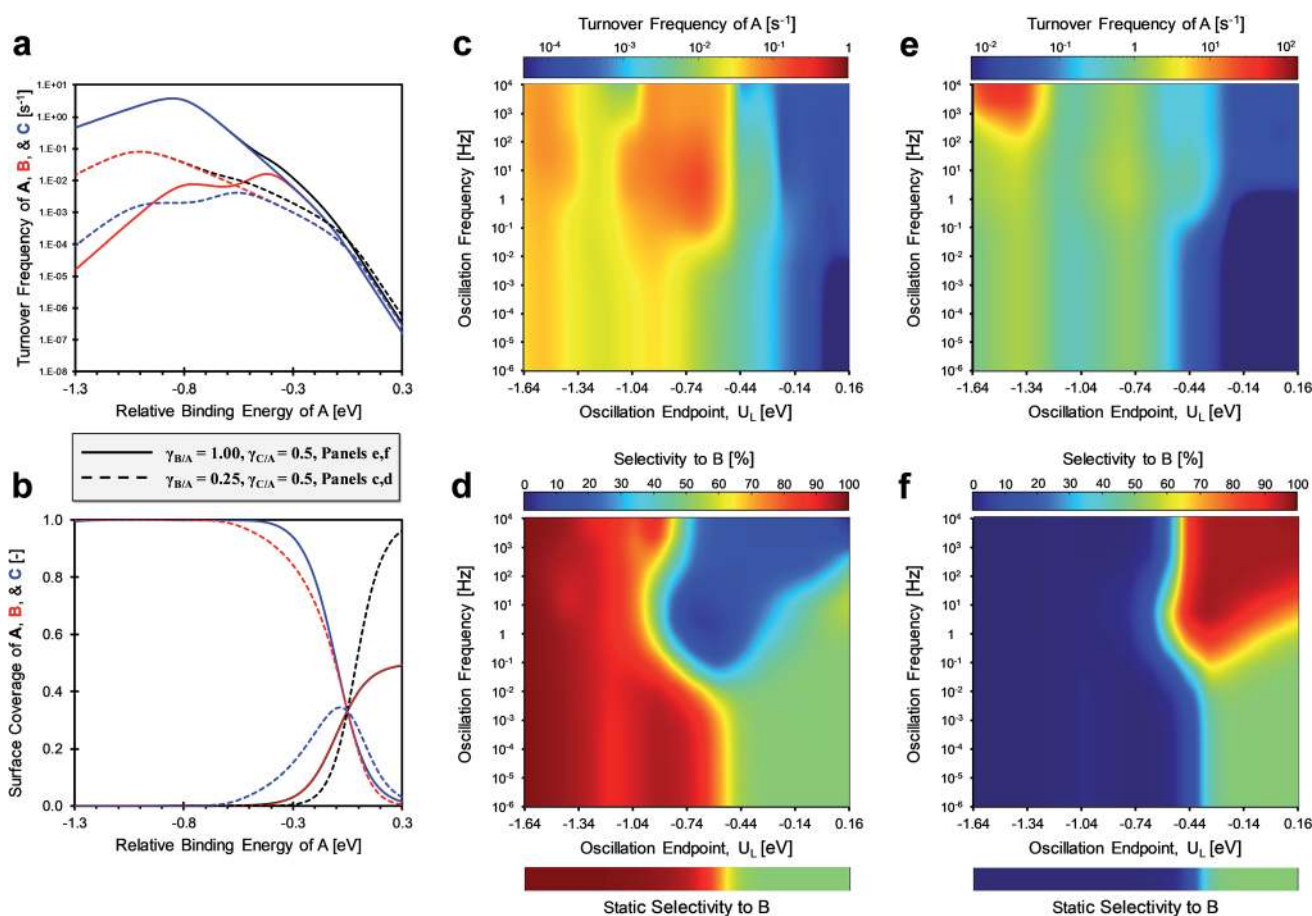 a
Turnover Frequency of A, B, & C [s⁻¹]
1.E+01
1.E+00
1.E-01
1.E-02
1.E-03
1.E-04
1.E-05
1.E-06
1.E-07
1.E-08
-1.3 -0.8 -0.3 0.3
Relative Binding Energy of A [eV]
γB/A = 1.00, γC/A = 0.5, Panels e,f
γB/A = 0.25, γC/A = 0.5, Panels c,d
b
Surface Coverage of A, B, & C [-]
1.0
0.8
0.6
0.4
0.2
0.0
-1.3 -0.8 -0.3 0.3
Relative Binding Energy of A [eV]
c
Turnover Frequency of A [s⁻¹]
10⁻⁴ 10⁻³ 10⁻² 10⁻¹ 1
Oscillation Frequency [Hz]
10⁴
10³
10²
10
1
10⁻¹
10⁻²
10⁻³
10⁻⁴
10⁻⁵
10⁻⁶
-1.64 -1.34 -1.04 -0.74 -0.44 -0.14 0.16
Oscillation Endpoint, UL [eV]
d
Selectivity to B [%]
0 10 20 30 40 50 60 70 80 90 100
Oscillation Frequency [Hz]
10⁴
10³
10²
10
1
10⁻¹
10⁻²
10⁻³
10⁻⁴
10⁻⁵
10⁻⁶
-1.64 -1.34 -1.04 -0.74 -0.44 -0.14 0.16
Oscillation Endpoint, UL [eV]
Static Selectivity to B
e
Turnover Frequency of A [s⁻¹]
10⁻² 10⁻¹ 1 10¹ 10²
Oscillation Frequency [Hz]
10⁴
10³
10²
10
1
10⁻¹
10⁻²
10⁻³
10⁻⁴
10⁻⁵
10⁻⁶
-1.64 -1.34 -1.04 -0.74 -0.44 -0.14 0.16
Oscillation Endpoint, UL [eV]
f
Selectivity to B [%]
0 10 20 30 40 50 60 70 80 90 100
Oscillation Frequency [Hz]
10⁴
10³
10²
10
1
10⁻¹
10⁻²
10⁻³
10⁻⁴
10⁻⁵
10⁻⁶
-1.64 -1.34 -1.04 -0.74 -0.44 -0.14 0.16
Oscillation Endpoint, UL [eV]
Static Selectivity to B